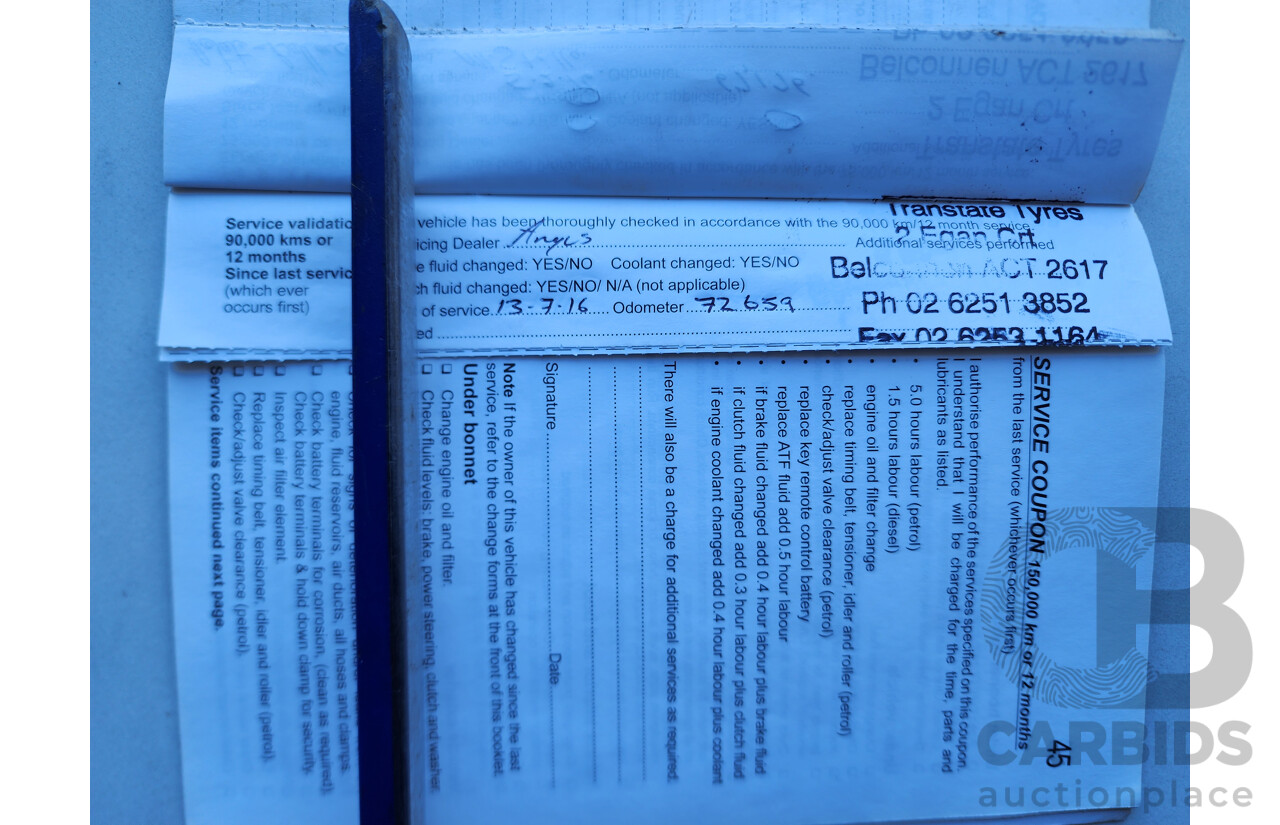 Service validatio
90,000 kms or
12 months
Since last servic
(which ever
occurs first)
vehicle has been thoroughly checked in accordance with the 90,000 km/12 month service.
icing Dealer Angus
Additional services performed
e fluid changed: YES/NO Coolant changed: YES/NO
ch fluid changed: YES/NO/ N/A (not applicable)
of service 13-7-16 Odometer 72659
ed
Transtate Tyres
2 Egan Crt
Belconnen ACT 2617
Ph 02 6251 3852
Fax 02 6253 1164
45
SERVICE COUPON 150,000 km or 12 months
from the last service (whichever occurs first)
I authorise performance of the services specified on this coupon.
I understand that I will be charged for the time, parts and
lubricants as listed.
• 5.0 hours labour (petrol)
• 1.5 hours labour (diesel)
• engine oil and filter change
• replace timing belt, tensioner, idler and roller (petrol)
• check/adjust valve clearance (petrol)
• replace key remote control battery
• replace ATF fluid add 0.5 hour labour
• if brake fluid changed add 0.4 hour labour plus brake fluid
• if clutch fluid changed add 0.3 hour labour plus clutch fluid
• if engine coolant changed add 0.4 hour labour plus coolant
There will also be a charge for additional services as required.
Signature Date
Note If the owner of this vehicle has changed since the last
service, refer to the change forms at the front of this booklet.
Under bonnet
Change engine oil and filter.
Check fluid levels: brake, power steering, clutch and washer
engine, fluid reservoirs, air ducts, all hoses and clamps.
Check battery terminals for corrosion, (clean as required),
Check battery terminals & hold down clamp for security.
Inspect air filter element.
Replace timing belt, tensioner, idler and roller (petrol).
Check/adjust valve clearance (petrol).
Service items continued next page.
CARBIDS
auctionplace